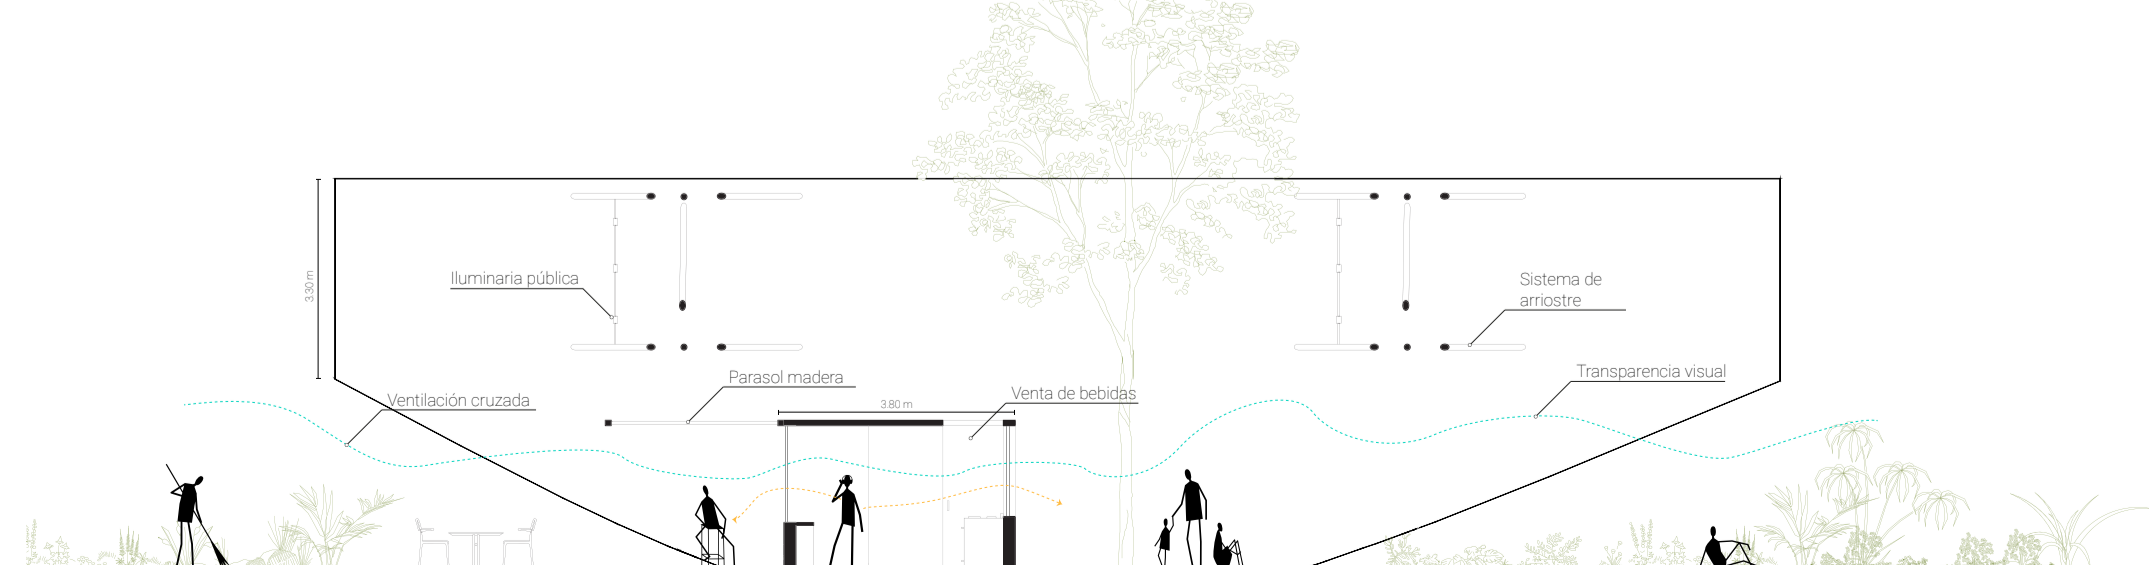 3.30 m
Iluminaria pública
Sistema de
arriostre
Parasol madera
Transparencia visual
Ventilación cruzada
Venta de bebidas
3.80 m